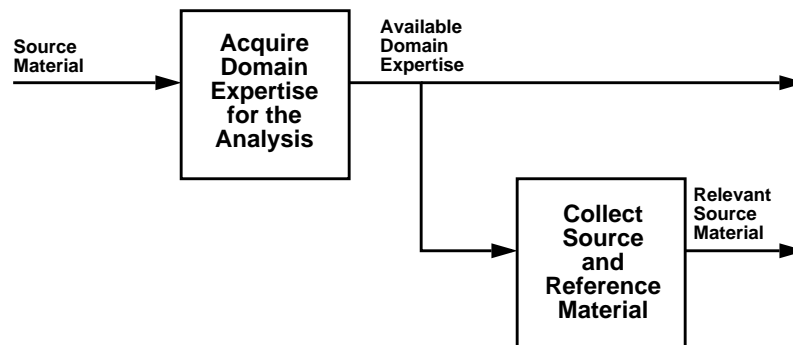 Source
Material
Acquire
Domain
Expertise
for the
Analysis
Available
Domain
Expertise
Collect
Source
and
Reference
Material
Relevant
Source
Material